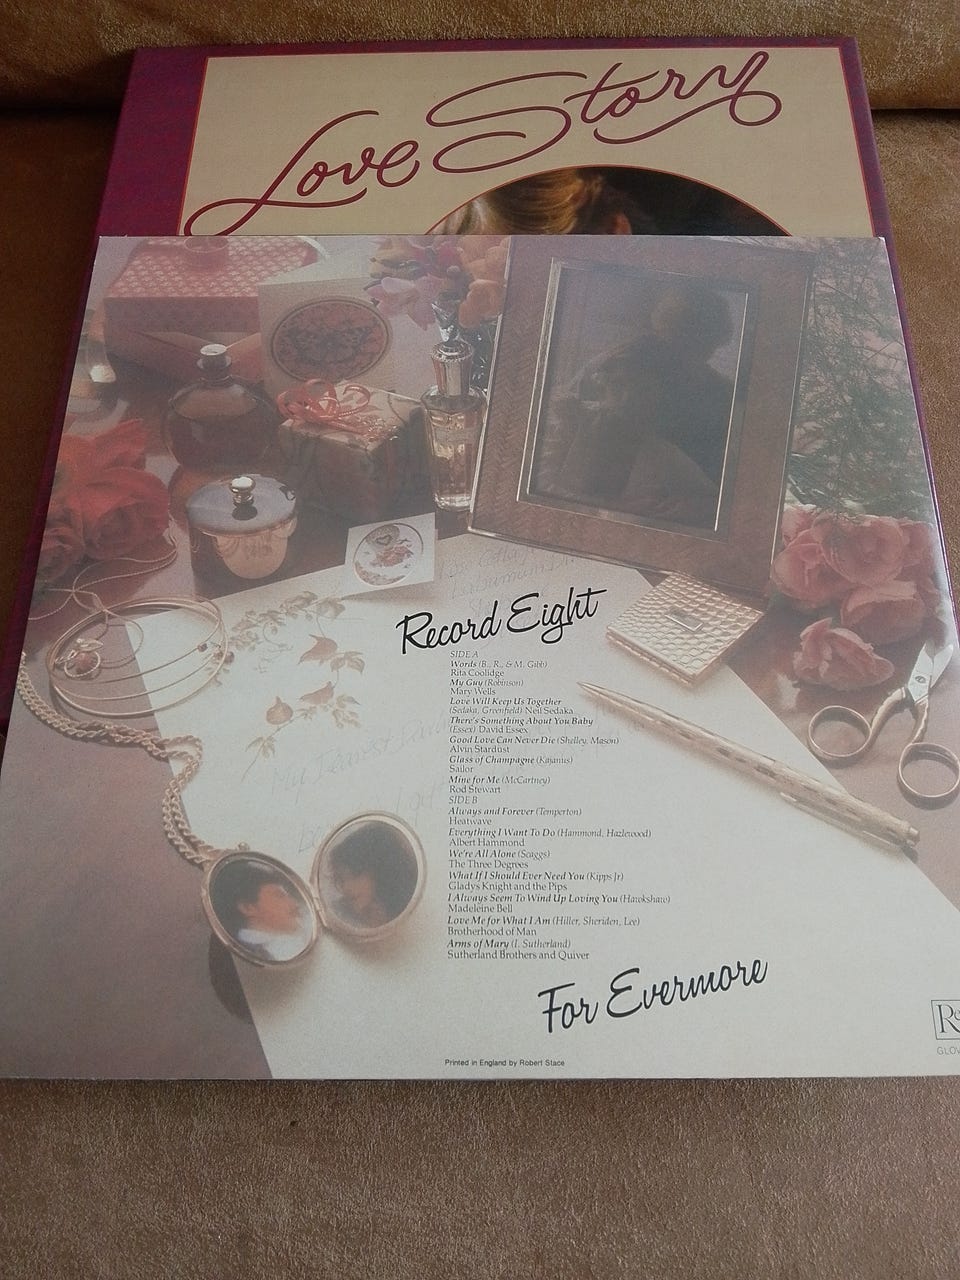 Love Story
Record Eight
SIDE A
Words (B., R., & M. Gibb)
Rita Coolidge
My Guy (Robinson)
Mary Wells
Love Will Keep Us Together
(Sedaka, Greenfield) Neil Sedaka
There's Something About You Baby
(Essex) David Essex
Good Love Can Never Die (Shelley, Mason)
Alvin Stardust
Glass of Champagne (Kajanus)
Sailor
Mine for Me (McCartney)
Rod Stewart
SIDE B
Always and Forever (Temperton)
Heatwave
Everything I Want To Do (Hammond, Hazlewood)
Albert Hammond
We're All Alone (Scaggs)
The Three Degrees
What If I Should Ever Need You (Kipps Jr)
Gladys Knight and the Pips
I Always Seem To Wind Up Loving You (Hawkshaw)
Madeleine Bell
Love Me for What I Am (Hiller, Sheriden, Lee)
Brotherhood of Man
Arms of Mary (I. Sutherland)
Sutherland Brothers and Quiver
For Evermore
Printed in England by Robert Stace
My Dearest